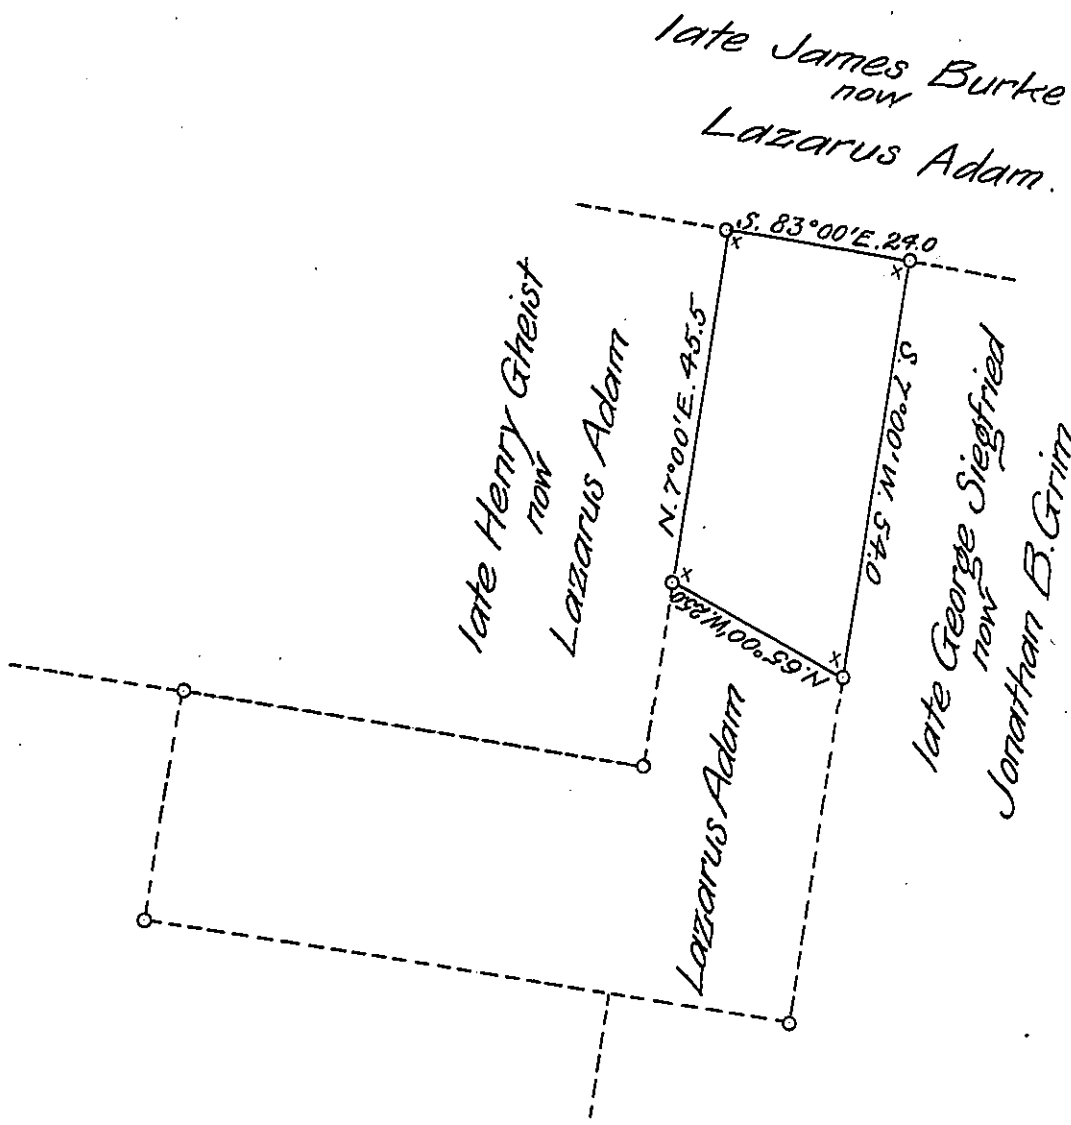 late James Burke
now
Lazarus Adam.
S. 83°00'E. 24.0
late Henry Gheist
now
Lazarus Adam
N. 7°00'E. 45.5
S. 7°00'W. 54.0
late George Siegfried
now
Jonathan B. Grim
N. 65°00'W. 25.0
Lazarus Adam